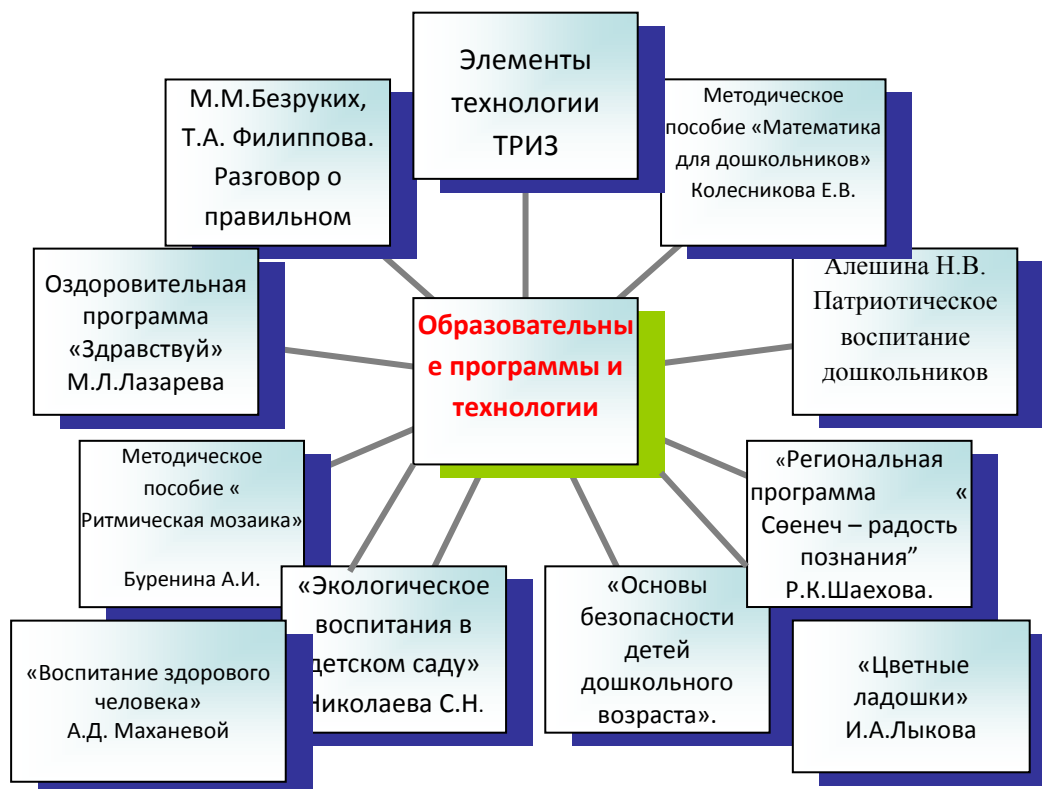 Элементы
технологии
ТРИЗ
М.М.Безруких,
Т.А. Филиппова.
Разговор о
правильном
Методическое
пособие «Математика
для дошкольников»
Колесникова Е.В.
Оздоровительная
программа
«Здравствуй»
М.Л.Лазарева
Образовательны
е программы и
технологии
Алешина Н.В.
Патриотическое
воспитание
дошкольников
Методическое
пособие «
Ритмическая мозаика»
Буренина А.И.
«Региональная
программа «
Сөенеч – радость
познания”
Р.К.Шаехова.
«Экологическое
воспитания в
детском саду»
Николаева С.Н.
«Основы
безопасности
детей
дошкольного
возраста».
«Воспитание здорового
человека»
А.Д. Маханевой
«Цветные
ладошки»
И.А.Лыкова